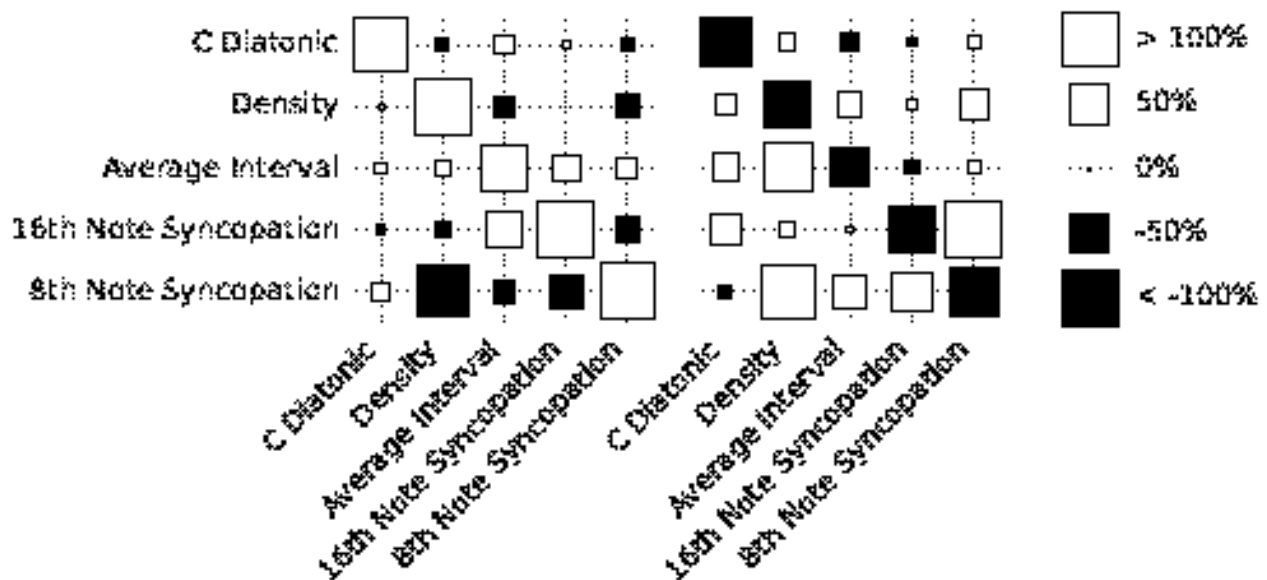 C Diatonic
Density
Average Interval
16th Note Syncopation
8th Note Syncopation
C Diatonic
Density
Average Interval
16th Note Syncopation
8th Note Syncopation
C Diatonic
Density
Average Interval
16th Note Syncopation
8th Note Syncopation
> 100%
50%
0%
-50%
< -100%